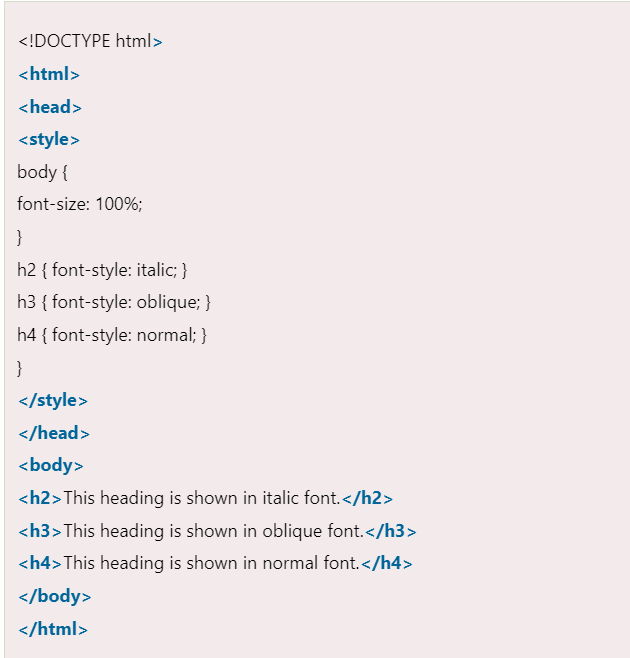 <!DOCTYPE html>
<html>
<head>
<style>
body {
font-size: 100%;
}
h2 { font-style: italic; }
h3 { font-style: oblique; }
h4 { font-style: normal; }
}
</style>
</head>
<body>
<h2>This heading is shown in italic font.</h2>
<h3>This heading is shown in oblique font.</h3>
<h4>This heading is shown in normal font.</h4>
</body>
</html>